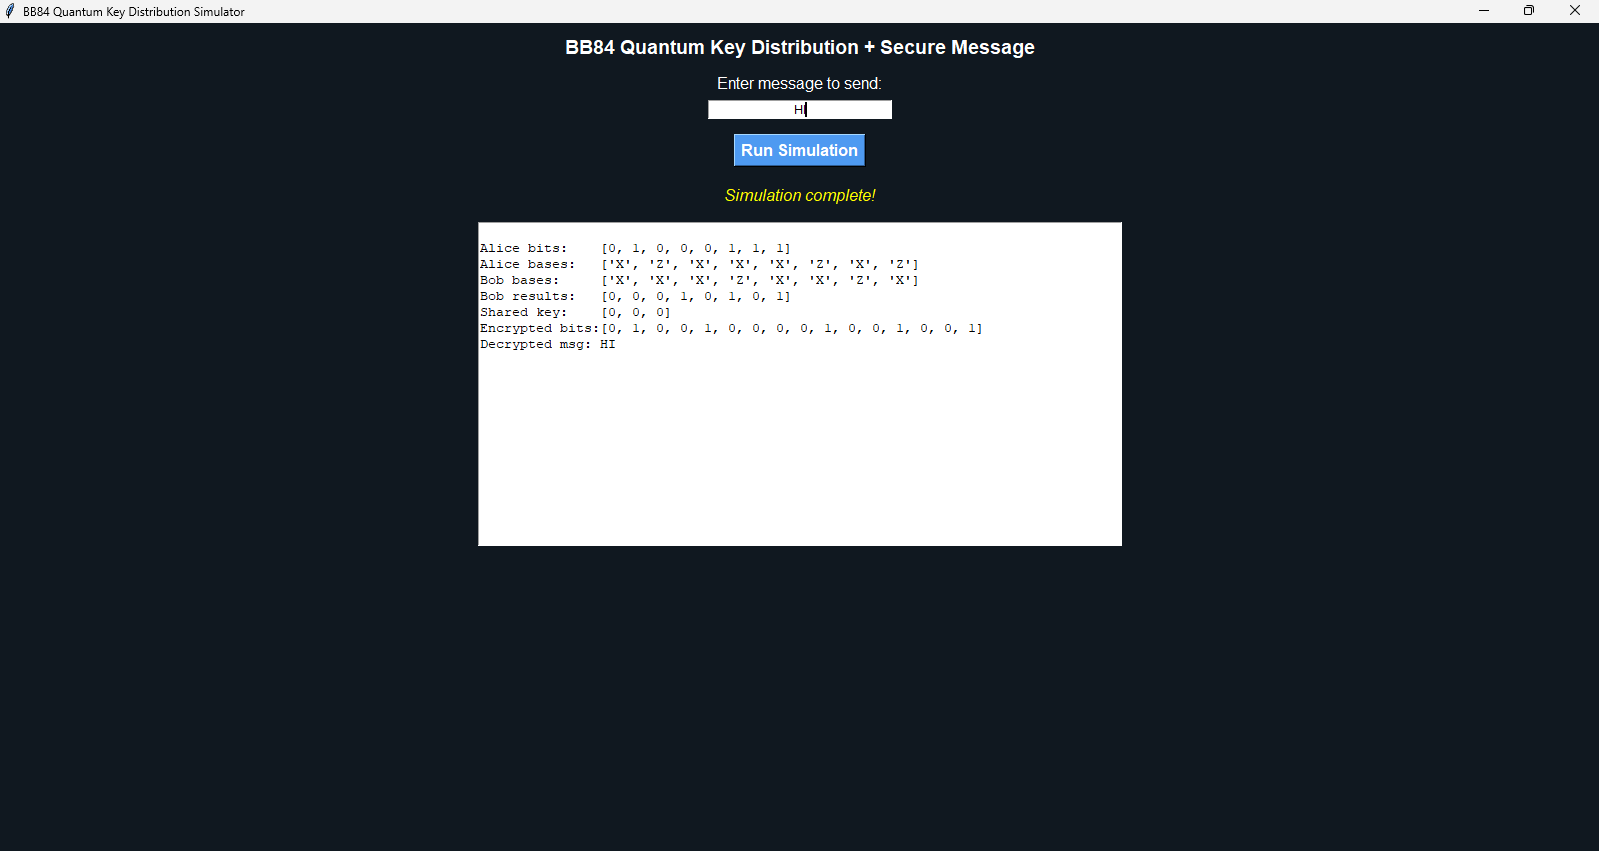 BB84 Quantum Key Distribution Simulator
BB84 Quantum Key Distribution + Secure Message
Enter message to send:
HI
Run Simulation
Simulation complete!
Alice bits:    [0, 1, 0, 0, 0, 1, 1, 1]
Alice bases:   ['X', 'Z', 'X', 'X', 'X', 'Z', 'X', 'Z']
Bob bases:     ['X', 'X', 'X', 'Z', 'X', 'X', 'Z', 'X']
Bob results:   [0, 0, 0, 1, 0, 1, 0, 1]
Shared key:    [0, 0, 0]
Encrypted bits:[0, 1, 0, 0, 1, 0, 0, 0, 0, 1, 0, 0, 1, 0, 0, 1]
Decrypted msg: HI